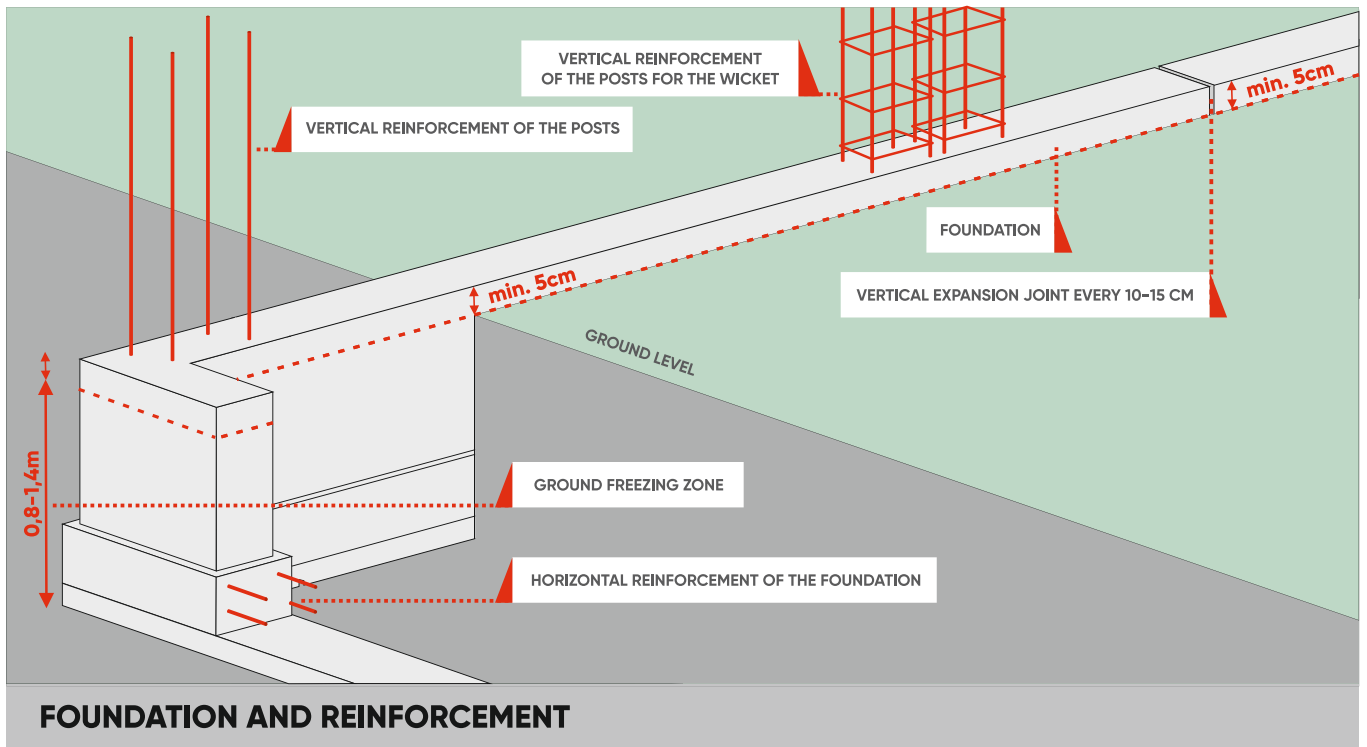 VERTICAL REINFORCEMENT
OF THE POSTS FOR THE WICKET
min. 5cm
VERTICAL REINFORCEMENT OF THE POSTS
FOUNDATION
min. 5cm
VERTICAL EXPANSION JOINT EVERY 10-15 CM
GROUND LEVEL
0,8-1,4m
GROUND FREEZING ZONE
HORIZONTAL REINFORCEMENT OF THE FOUNDATION
FOUNDATION AND REINFORCEMENT